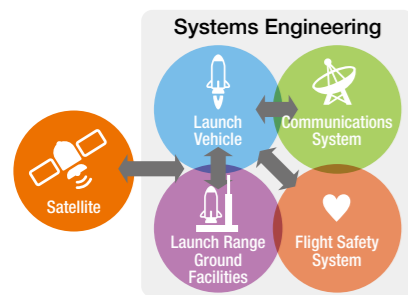 Systems Engineering
Launch
Vehicle
Communications
System
Satellite
Launch Range
Ground
Facilities
Flight Safety
System